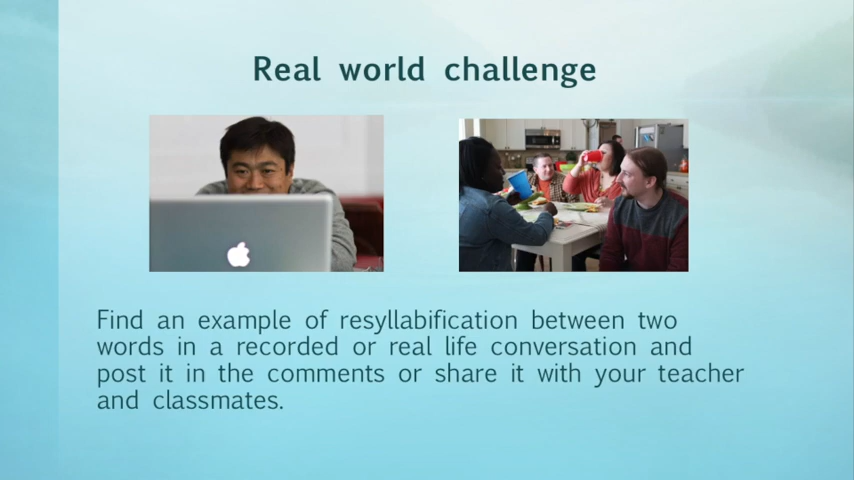 Real world challenge
Find an example of resyllabification between two
words in a recorded or real life conversation and
post it in the comments or share it with your teacher
and classmates.